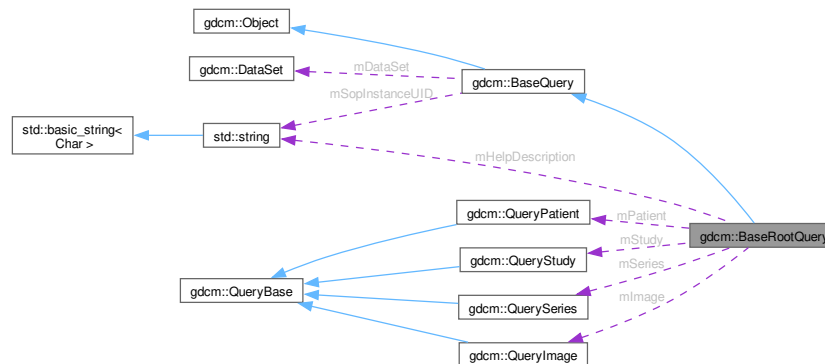 gdcm::Object
gdcm::DataSet
mDataSet
gdcm::BaseQuery
mSopInstanceUID
std::basic_string<
Char >
std::string
mHelpDescription
gdcm::QueryPatient
mPatient
gdcm::BaseRootQuery
mStudy
gdcm::QueryStudy
mSeries
gdcm::QueryBase
mImage
gdcm::QuerySeries
gdcm::QueryImage